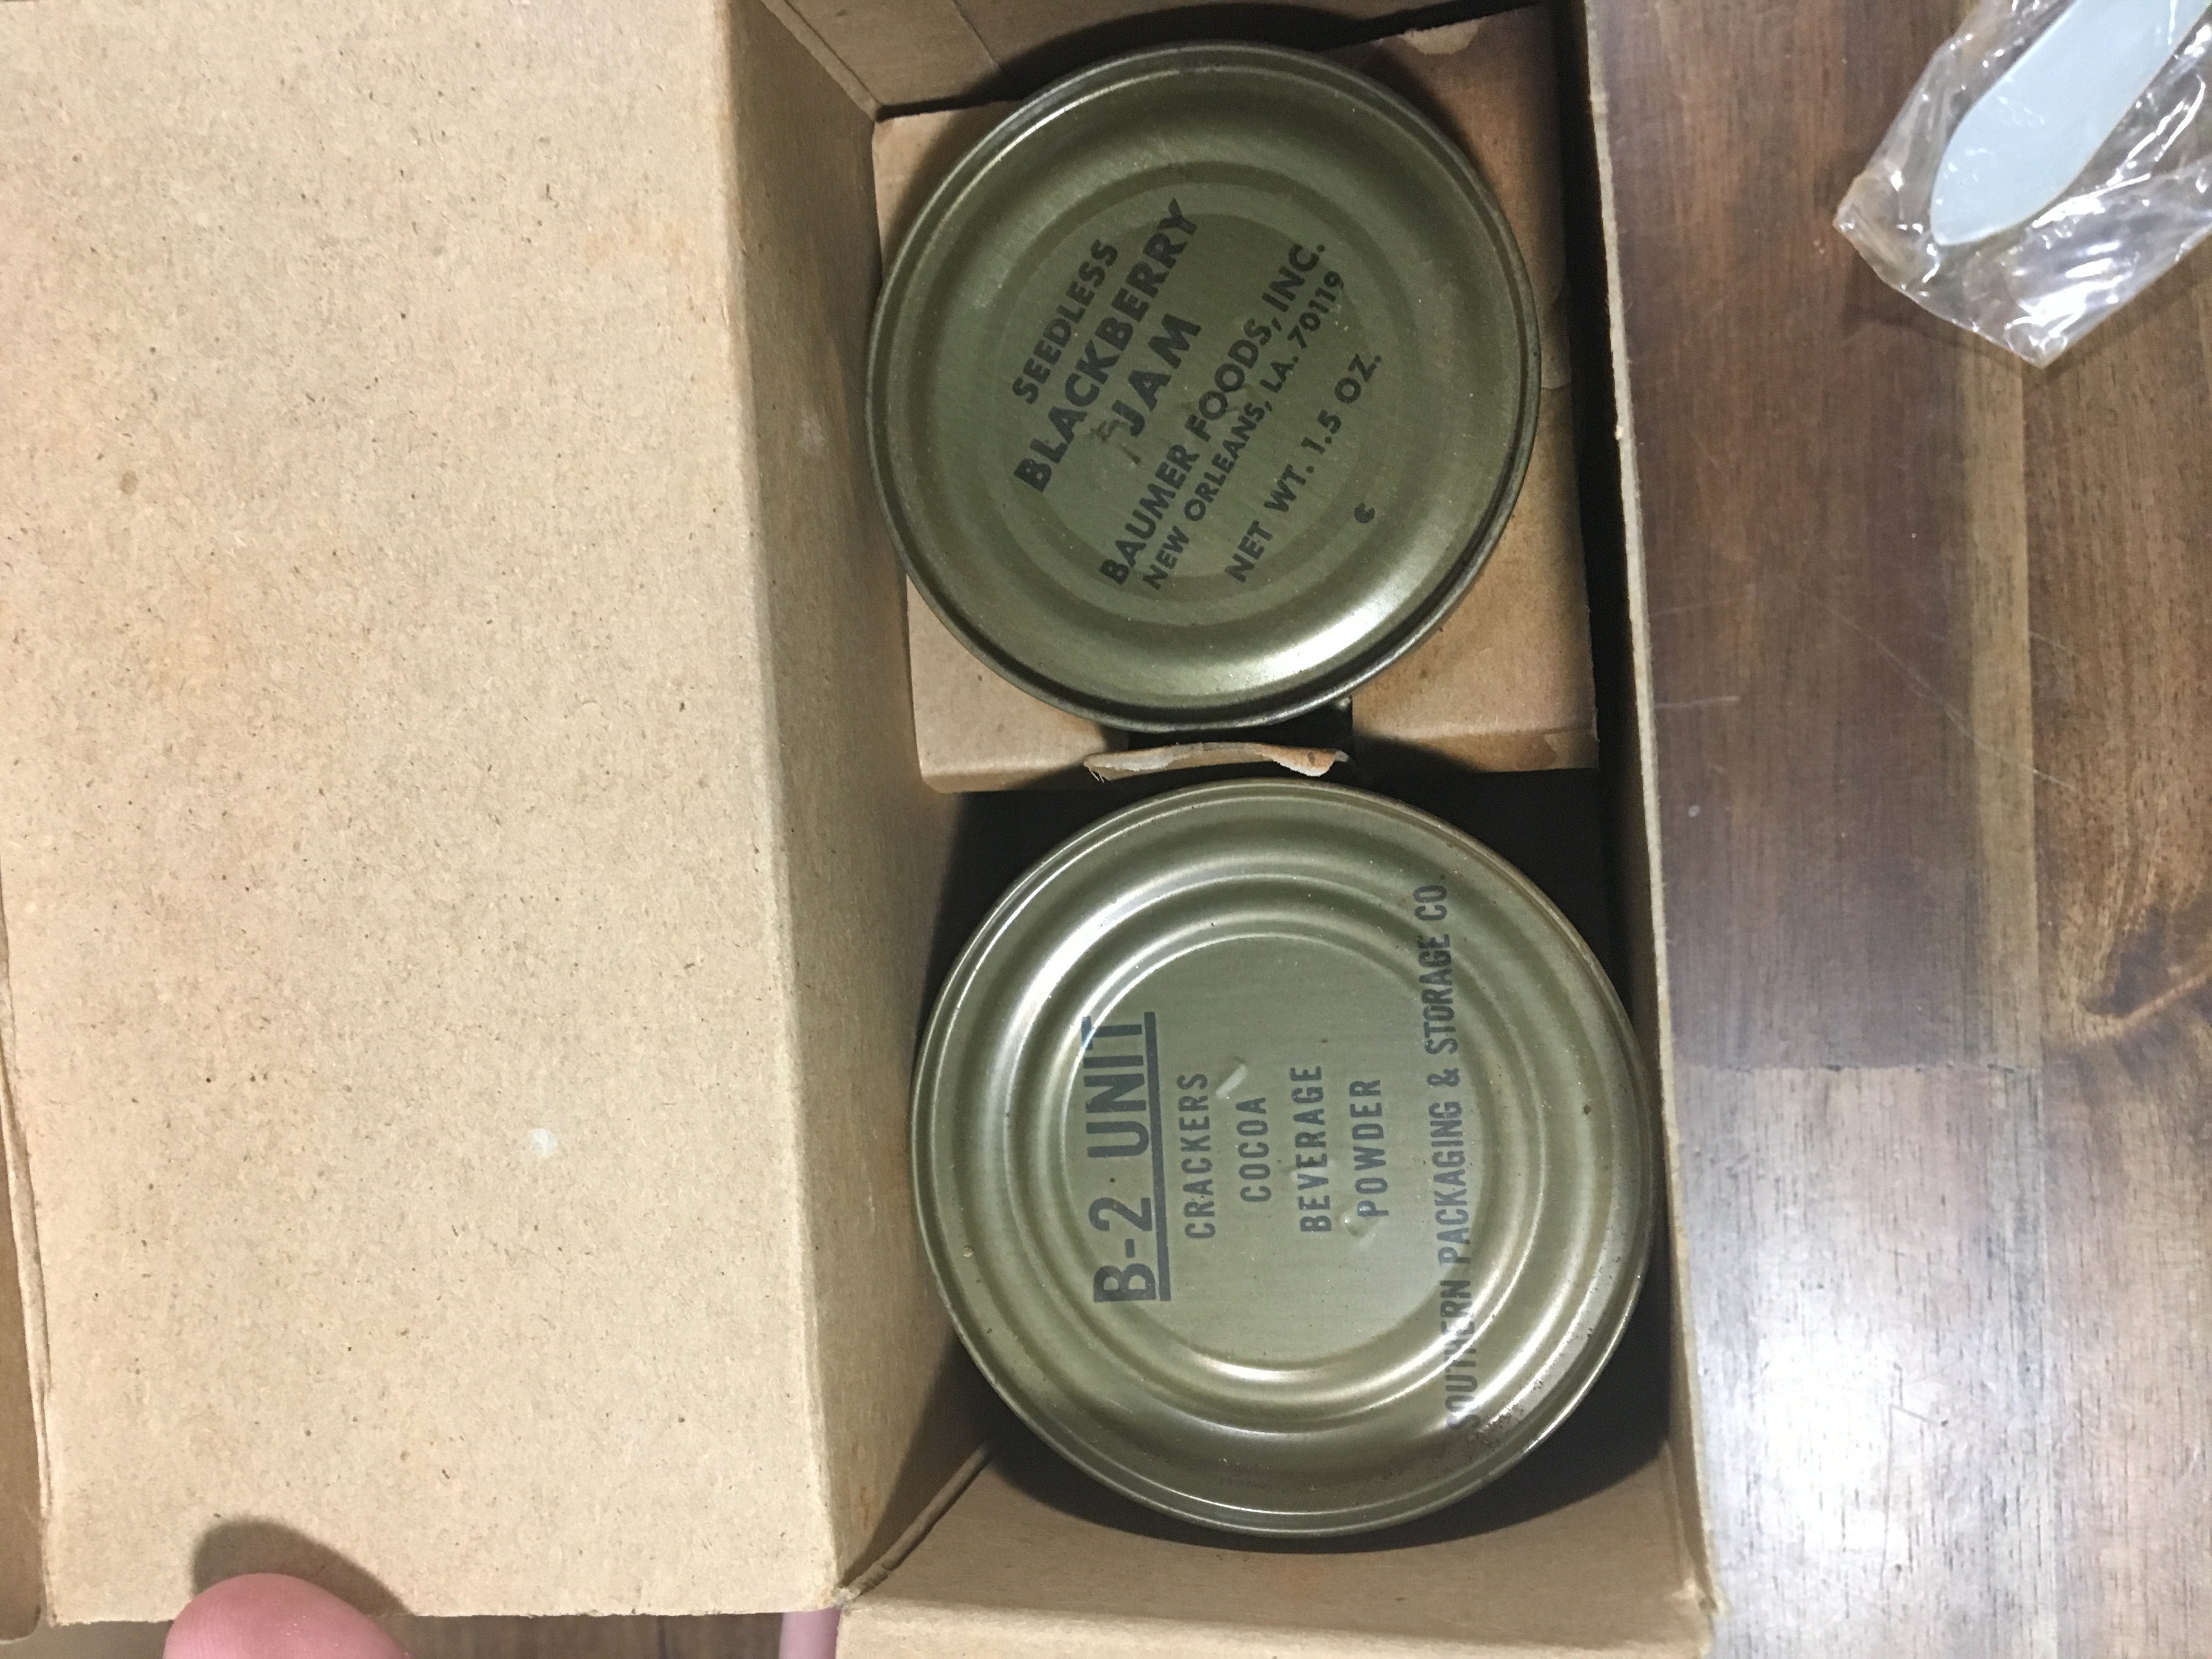 SEEDLESS
BLACKBERRY
JAM
BAUMER FOODS, INC.
NEW ORLEANS, LA. 70119
NET WT. 1.5 OZ.
B-2 UNIT
CRACKERS
COCOA
BEVERAGE
POWDER
SOUTHERN PACKAGING & STORAGE CO.